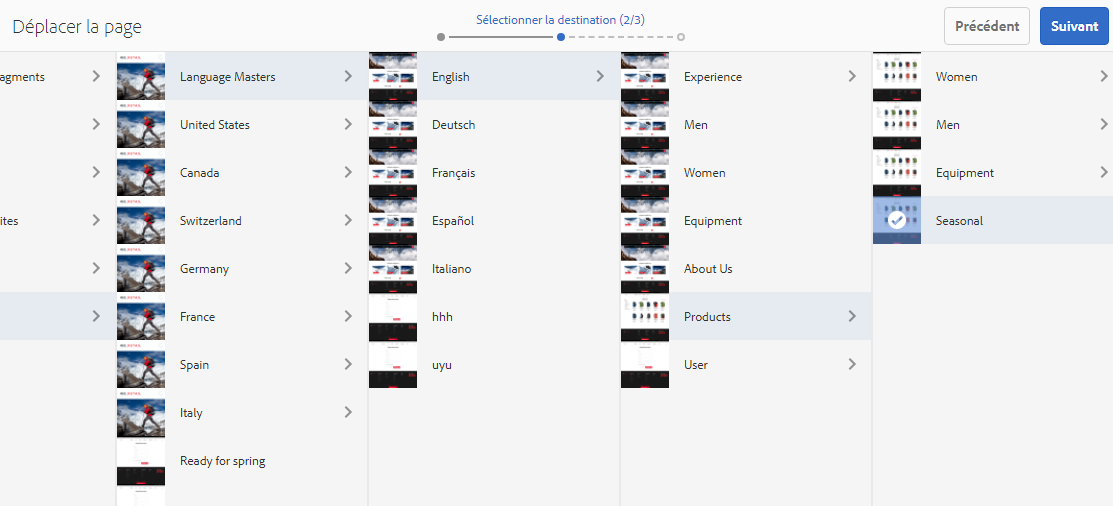 Déplacer la page
Sélectionner la destination (2/3)
Précédent
Suivant
agments
ites
Language Masters
United States
Canada
Switzerland
Germany
France
Spain
Italy
Ready for spring
English
Deutsch
Français
Español
Italiano
hhh
uyu
Experience
Men
Women
Equipment
About Us
Products
User
Women
Men
Equipment
Seasonal